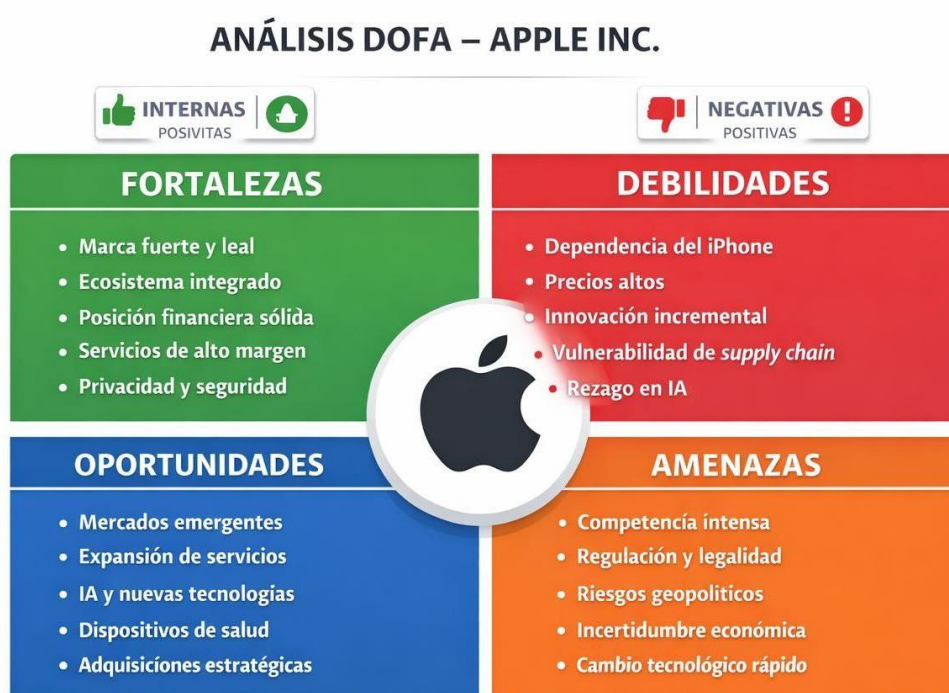 ANÁLISIS DOFA – APPLE INC.
INTERNAS
POSIVITAS
NEGATIVAS
POSITIVAS
FORTALEZAS
• Marca fuerte y leal
• Ecosistema integrado
• Posición financiera sólida
• Servicios de alto margen
• Privacidad y seguridad
DEBILIDADES
• Dependencia del iPhone
• Precios altos
• Innovación incremental
• Vulnerabilidad de supply chain
• Rezago en IA
OPORTUNIDADES
• Mercados emergentes
• Expansión de servicios
• IA y nuevas tecnologias
• Dispositivos de salud
• Adquisiciones estratégicas
AMENAZAS
• Competencía intensa
• Regulación y legalidad
• Riesgos geopoliticos
• Incertidumbre económica
• Cambio tecnológico rápido